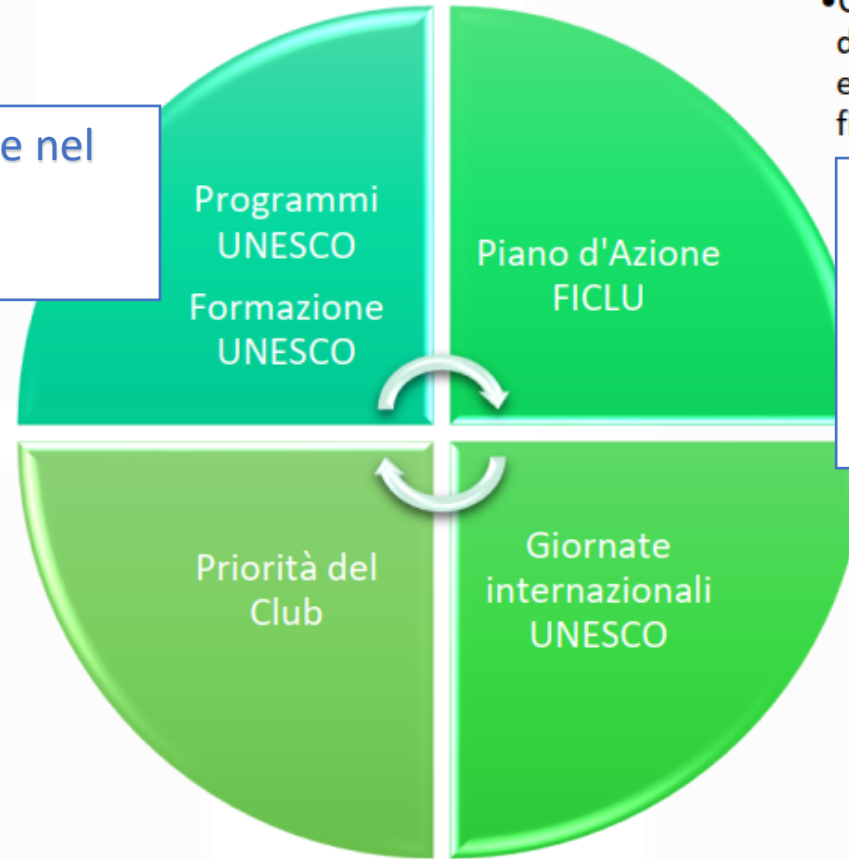 e nel
Programmi
UNESCO
Formazione
UNESCO
Piano d'Azione
FICLU
Priorità del
Club
Giornate
internazionali
UNESCO